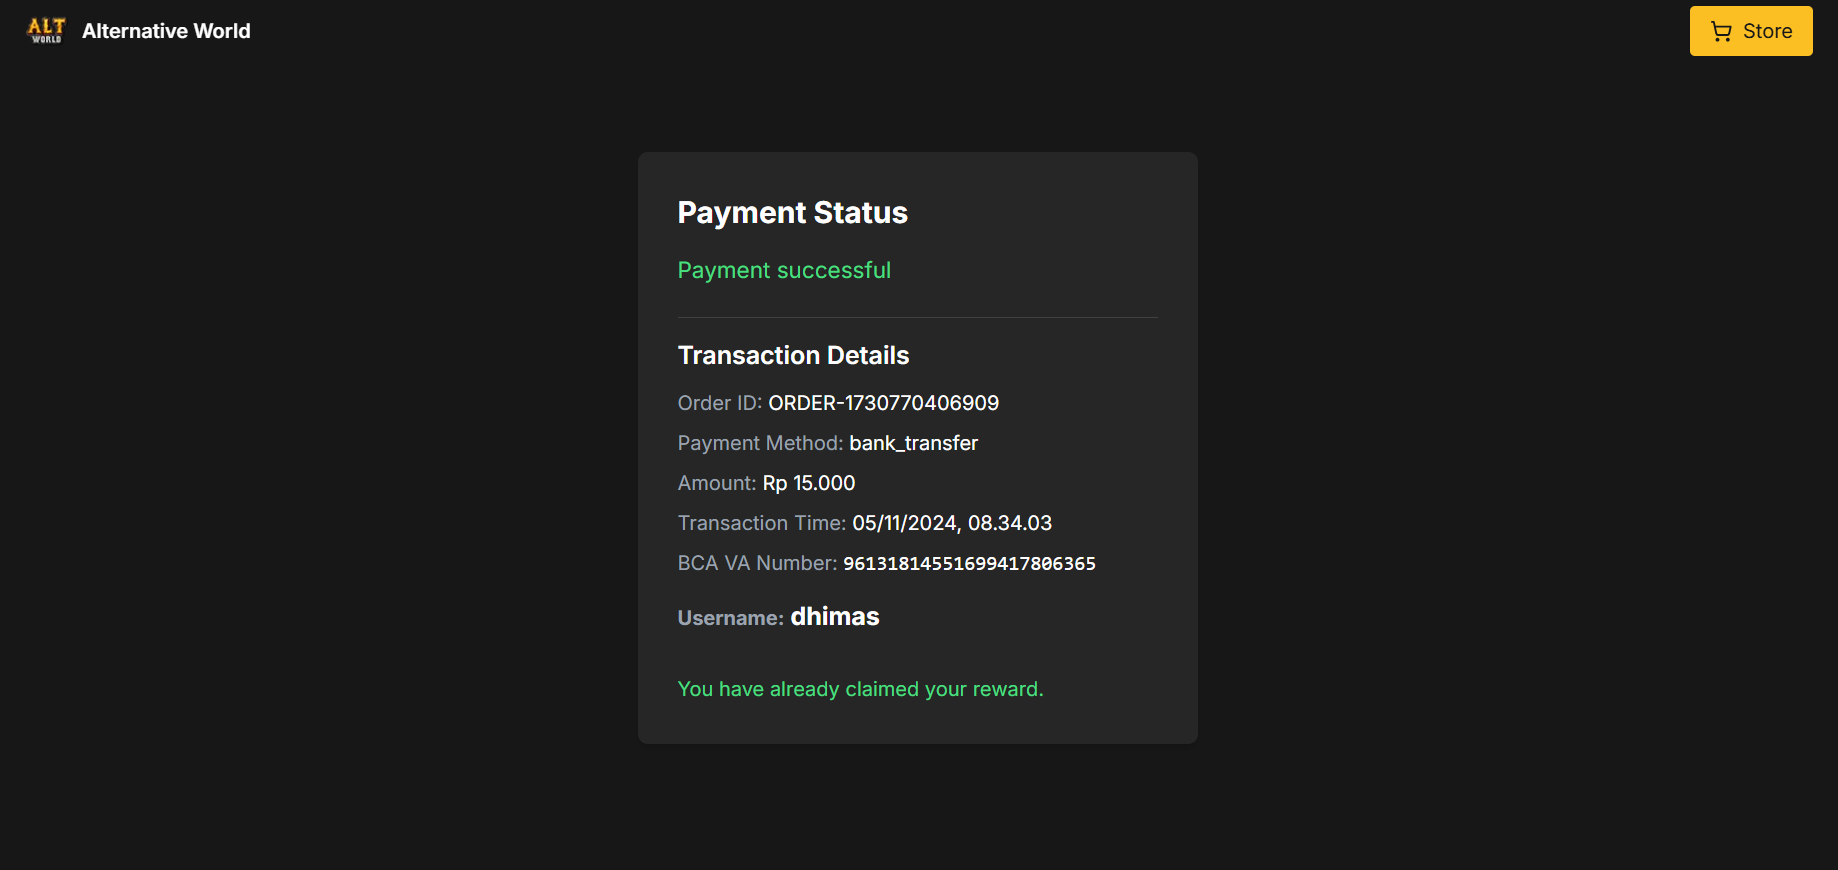 ALT
WORLD
Alternative World
Store
Payment Status
Payment successful
Transaction Details
Order ID: ORDER-1730770406909
Payment Method: bank_transfer
Amount: Rp 15.000
Transaction Time: 05/11/2024, 08.34.03
BCA VA Number: 96131814551699417806365
Username: dhimas
You have already claimed your reward.